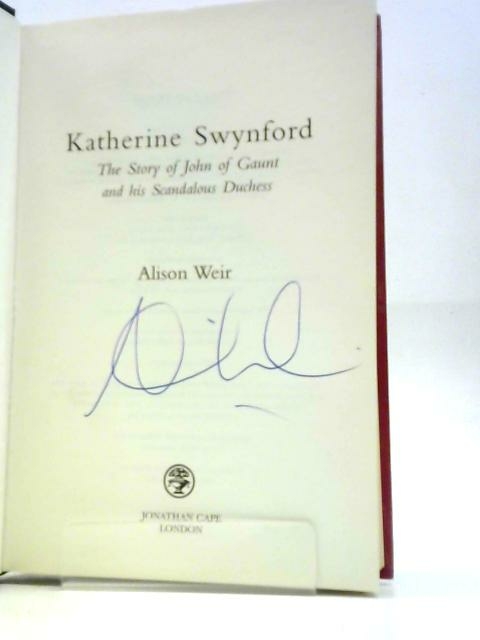 Katherine Swynford
The Story of John of Gaunt
and his Scandalous Duchess
Alison Weir
JONATHAN CAPE
LONDON